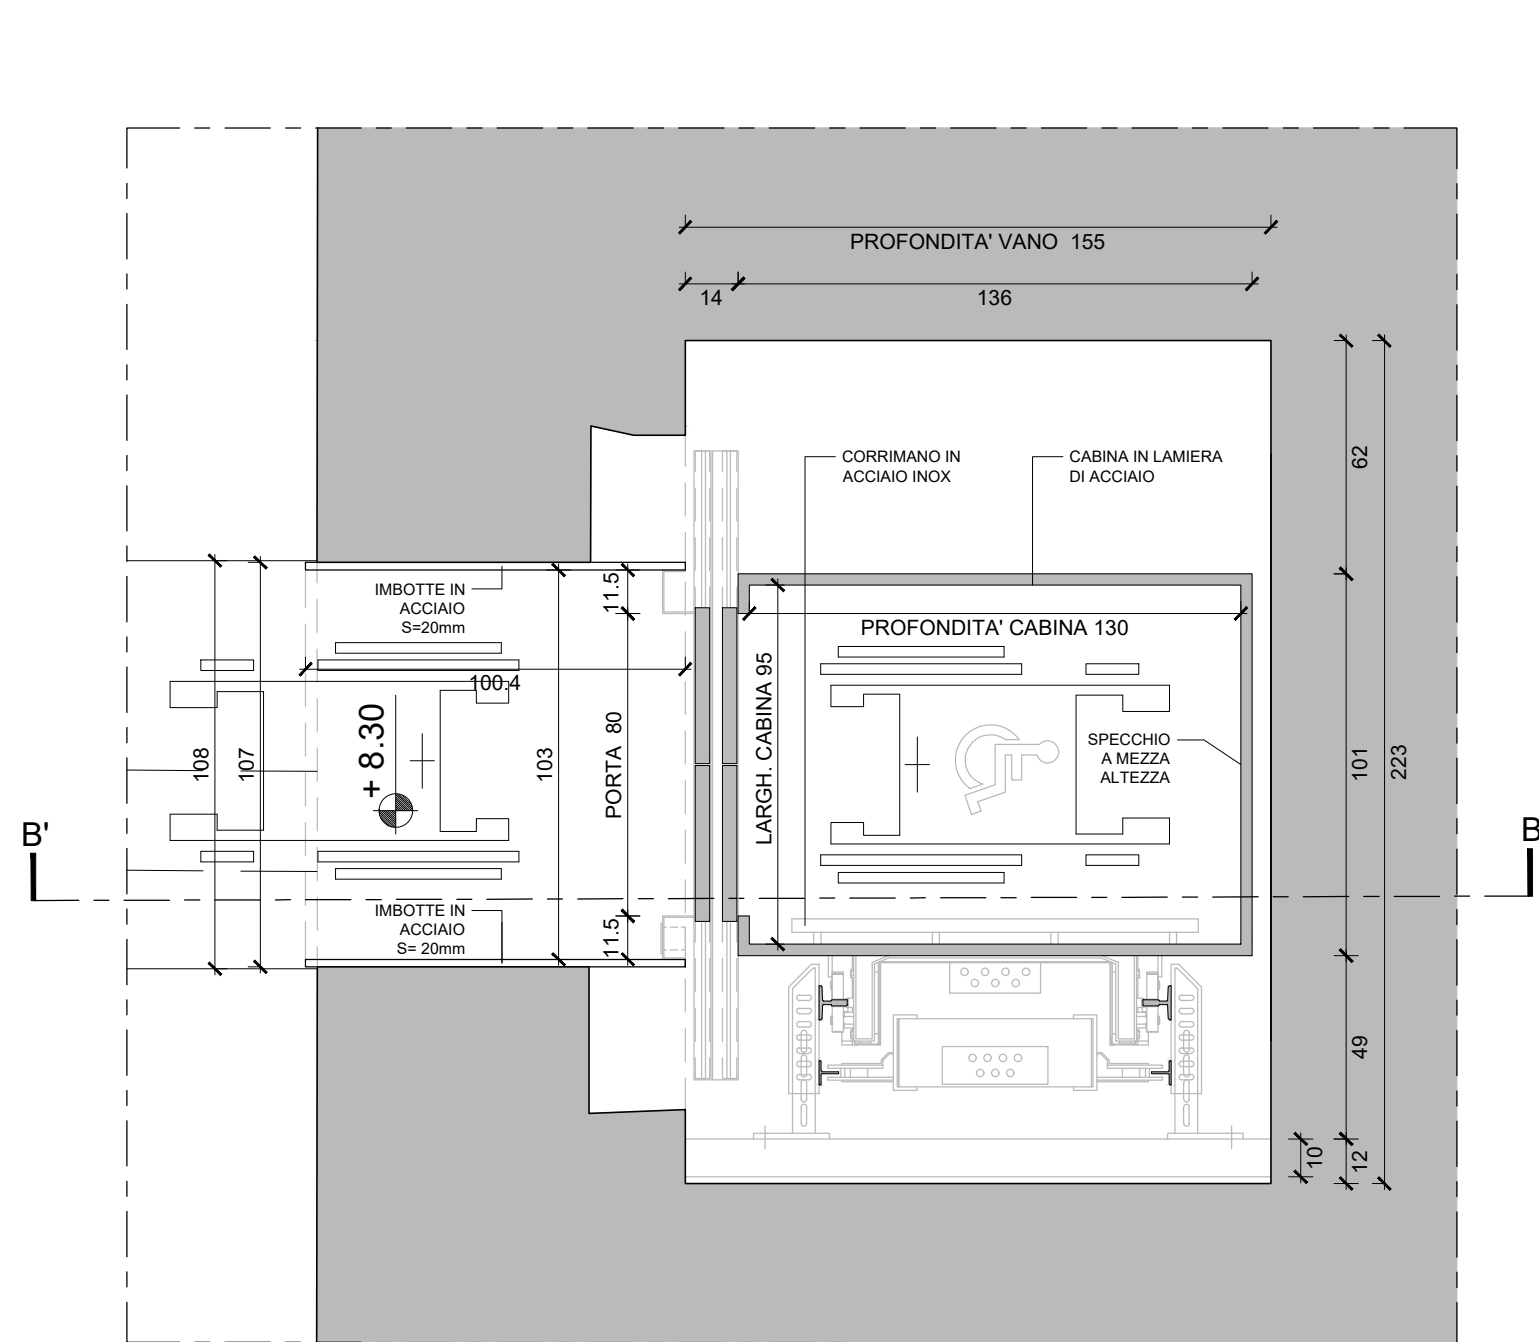 PROFONDITA' VANO 155
14
136
CORRIMANO IN
ACCIAIO INOX
CABINA IN LAMIERA
DI ACCIAIO
62
IMBOTTE IN
ACCIAIO
S=20mm
11.5
PROFONDITA' CABINA 130
100.4
+ 8.30
108
107
103
PORTA 80
LARGH. CABINA 95
SPECCHIO
A MEZZA
ALTEZZA
101
223
B'
B
IMBOTTE IN
ACCIAIO
S= 20mm
11.5
49
10
12